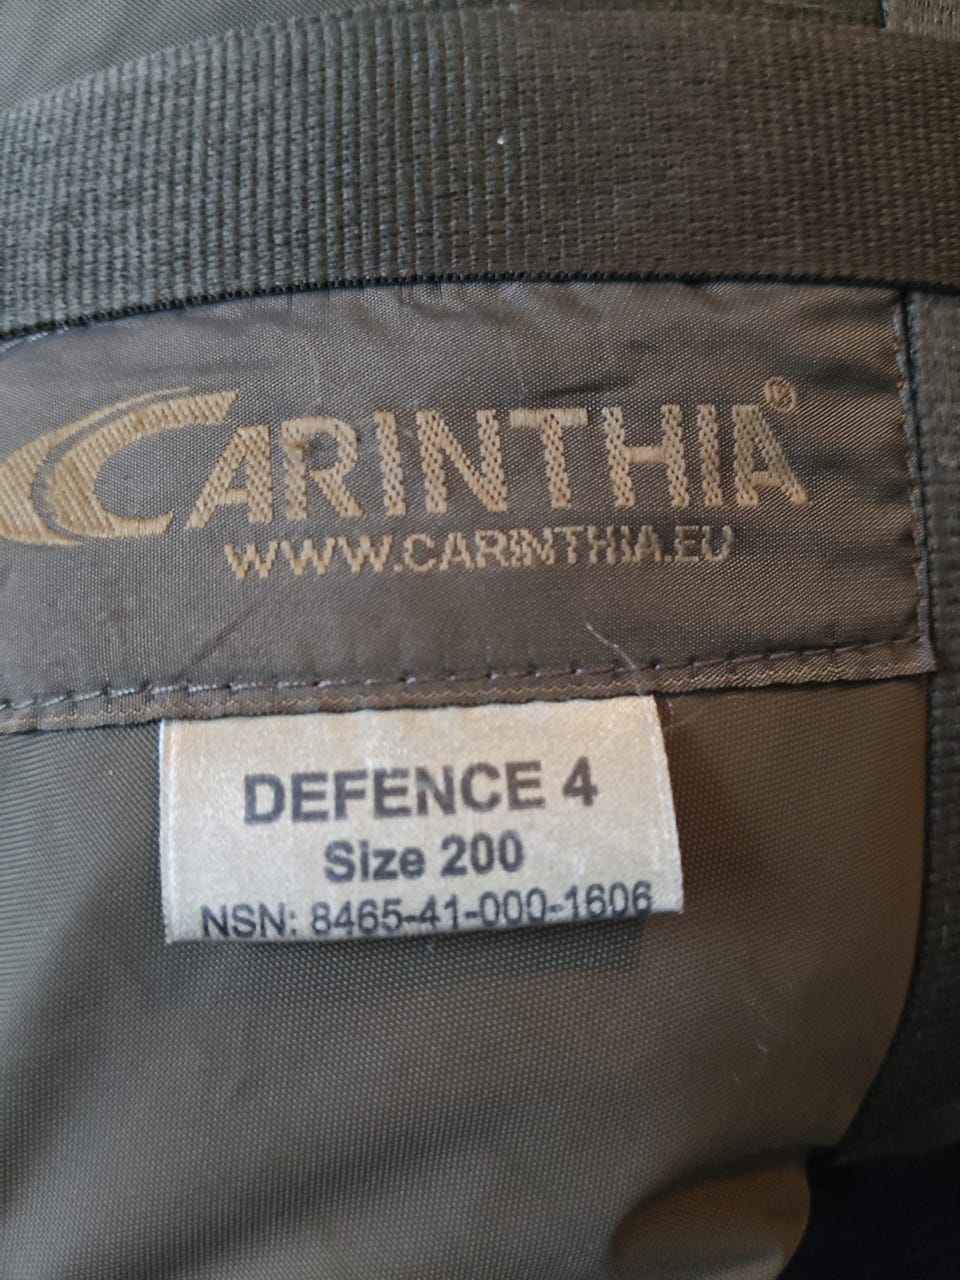 CARINTHIA®
WWW.CARINTHIA.EU
DEFENCE 4
Size 200
NSN: 8465-41-000-1606